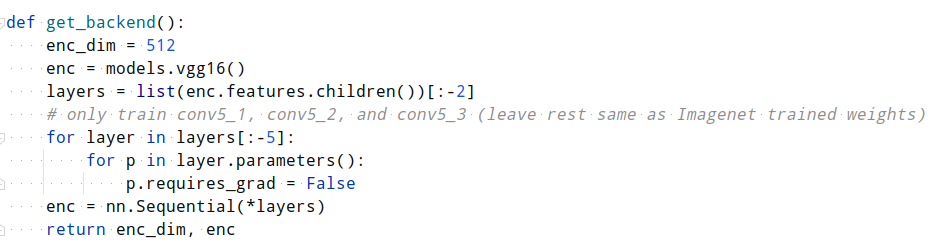 def get_backend():
    enc_dim = 512
    enc = models.vgg16()
    layers = list(enc.features.children())[:-2]
    # only train conv5_1, conv5_2, and conv5_3 (leave rest same as Imagenet trained weights)
    for layer in layers[:-5]:
        for p in layer.parameters():
            p.requires_grad = False
    enc = nn.Sequential(*layers)
    return enc_dim, enc